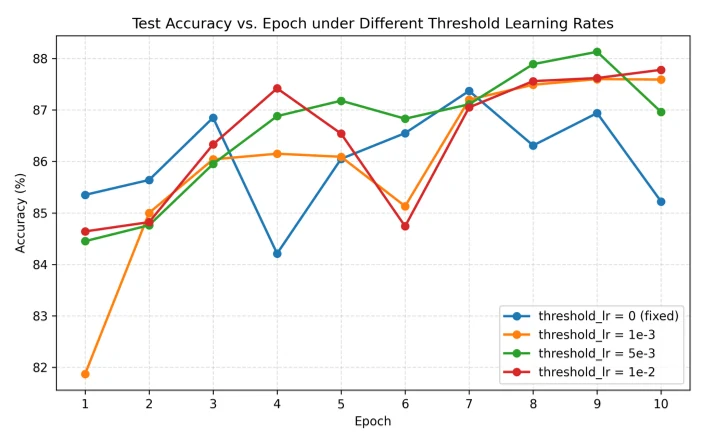 Test Accuracy vs. Epoch under Different Threshold Learning Rates
Accuracy (%)
88
87
86
85
84
83
82
1 2 3 4 5 6 7 8 9 10
Epoch
threshold_lr = 0 (fixed)
threshold_lr = 1e-3
threshold_lr = 5e-3
threshold_lr = 1e-2